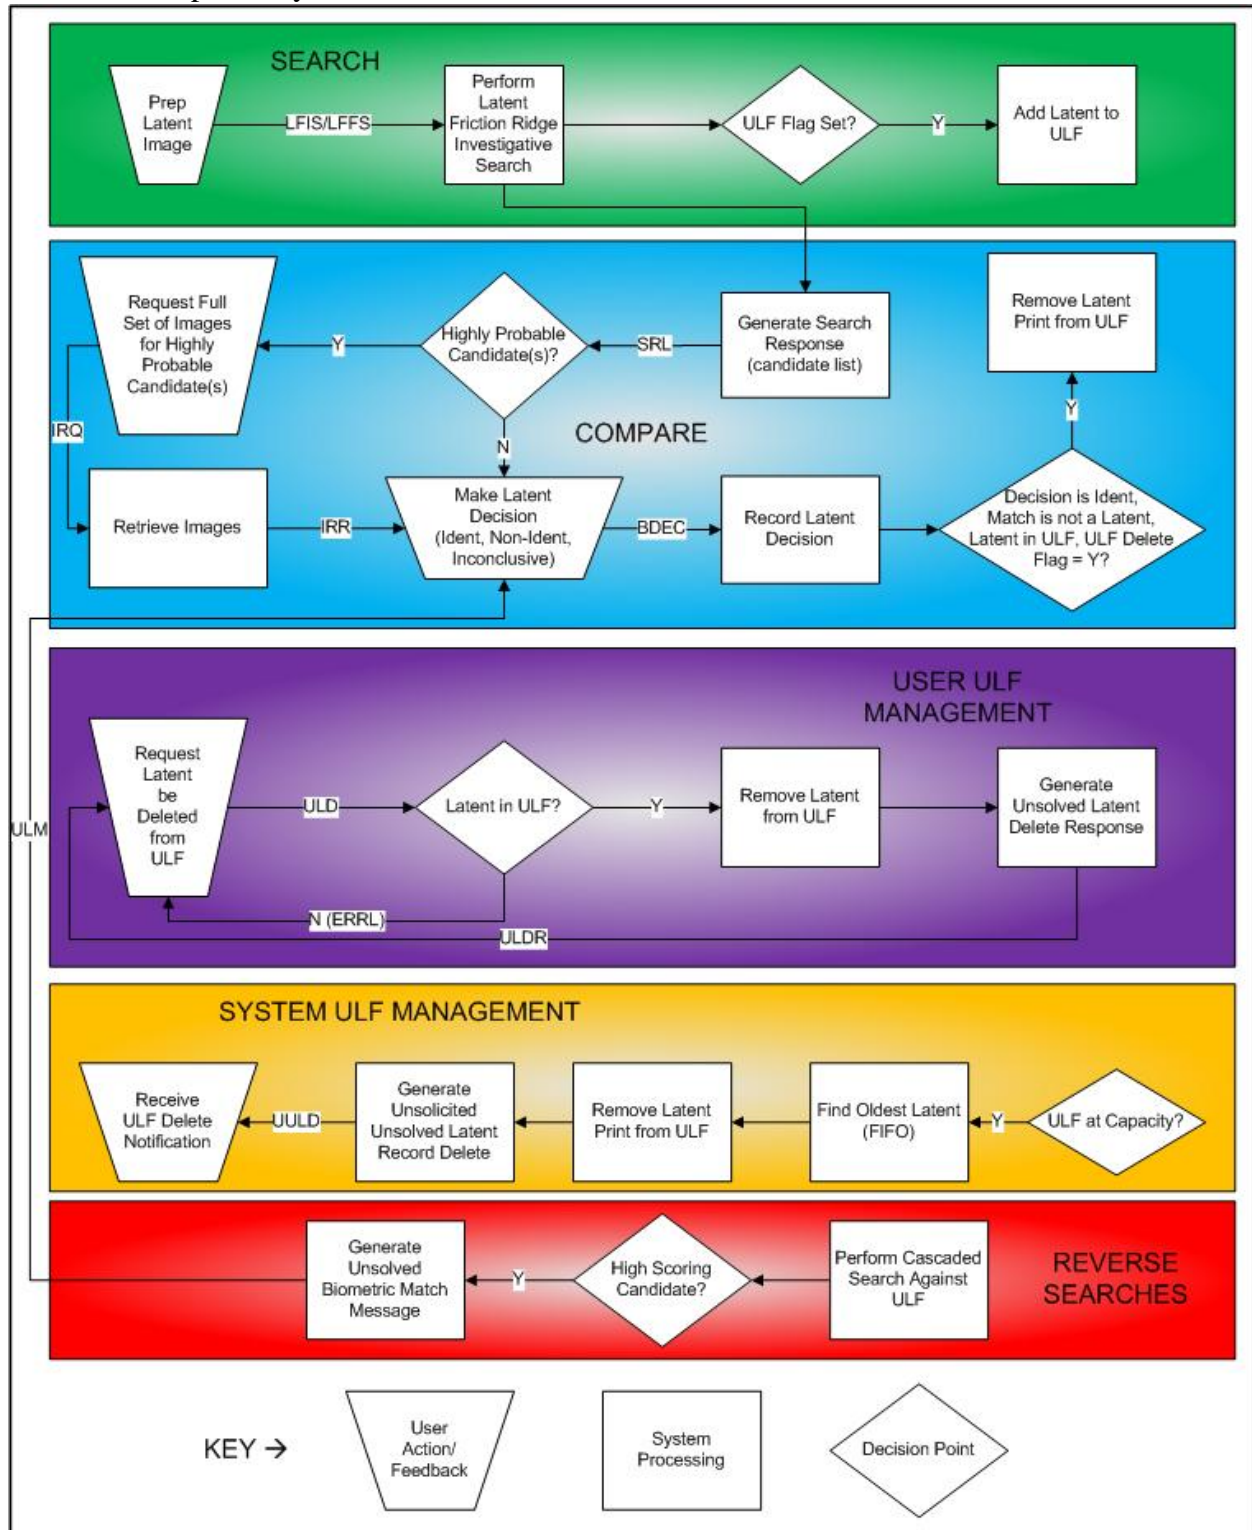 SEARCH
Prep
Latent
Image
LFIS/LFFS
Perform
Latent
Friction Ridge
Investigative
Search
ULF Flag Set?
Y
Add Latent to
ULF
Request Full
Set of Images
for Highly
Probable
Candidate(s)
Y
Highly Probable
Candidate(s)?
SRL
Generate Search
Response
(candidate list)
Remove Latent
Print from ULF
IRQ
N
COMPARE
Y
Retrieve Images
IRR
Make Latent
Decision
(Ident, Non-Ident,
Inconclusive)
BDEC
Record Latent
Decision
Decision is Ident,
Match is not a Latent,
Latent in ULF, ULF Delete
Flag = Y?
USER ULF
MANAGEMENT
Request
Latent
be
Deleted
from
ULF
ULD
Latent in ULF?
Y
Remove Latent
from ULF
Generate
Unsolved Latent
Delete Response
ULM
N (ERRL)
ULDR
SYSTEM ULF MANAGEMENT
Receive
ULF Delete
Notification
UULD
Generate
Unsolicited
Unsolved Latent
Record Delete
Remove Latent
Print from ULF
Find Oldest Latent
(FIFO)
Y
ULF at Capacity?
Generate
Unsolved
Biometric Match
Message
Y
High Scoring
Candidate?
Perform Cascaded
Search Against
ULF
REVERSE
SEARCHES
KEY →
User
Action/
Feedback
System
Processing
Decision Point